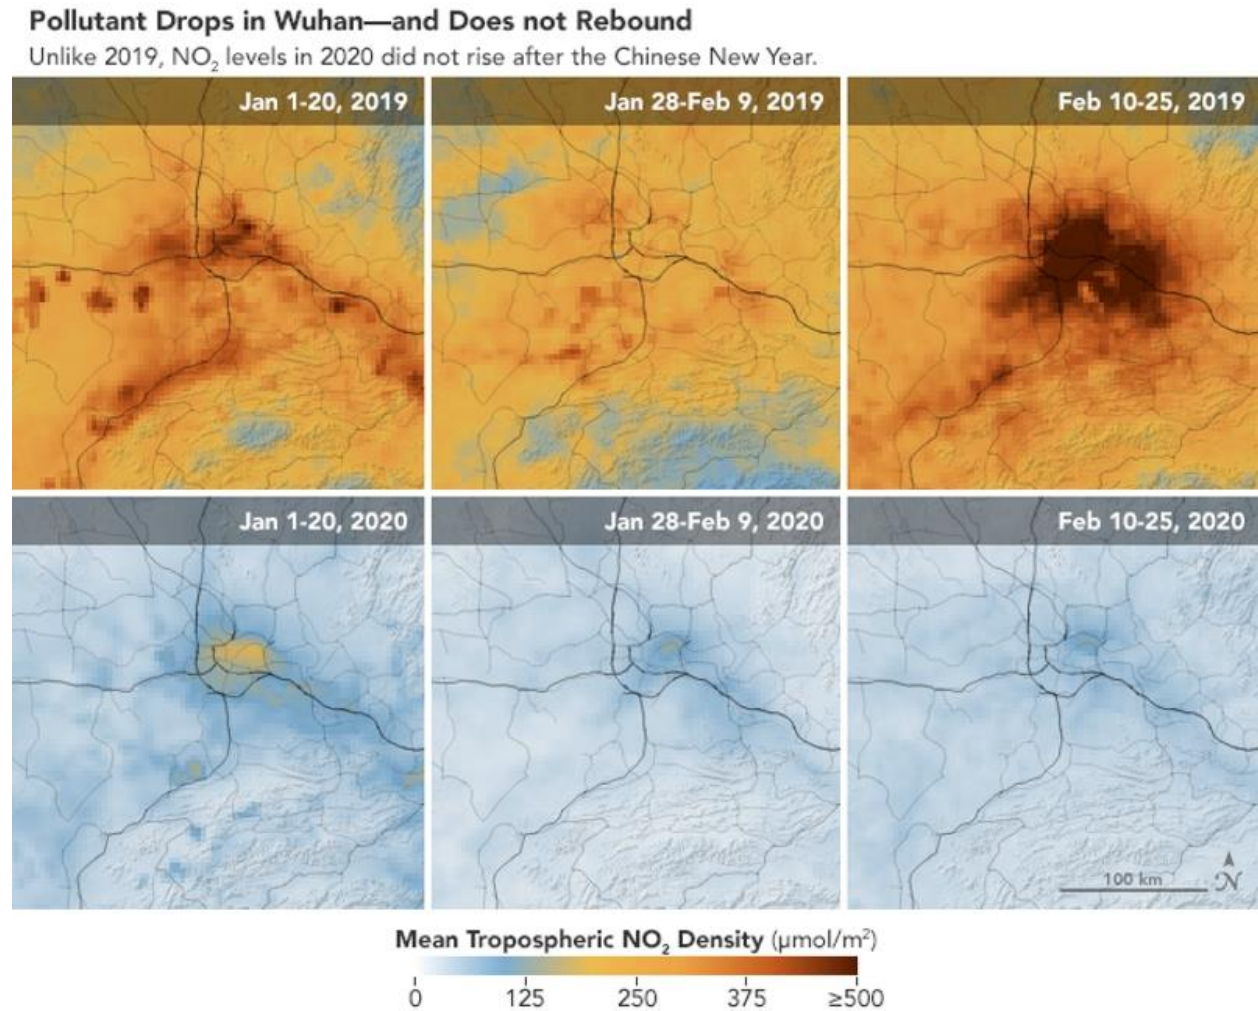 Pollutant Drops in Wuhan—and Does not Rebound
Unlike 2019, NO₂ levels in 2020 did not rise after the Chinese New Year.
Jan 1-20, 2019
Jan 28-Feb 9, 2019
Feb 10-25, 2019
Jan 1-20, 2020
Jan 28-Feb 9, 2020
Feb 10-25, 2020
100 km
N
Mean Tropospheric NO₂ Density (µmol/m²)
0 125 250 375 ≥500